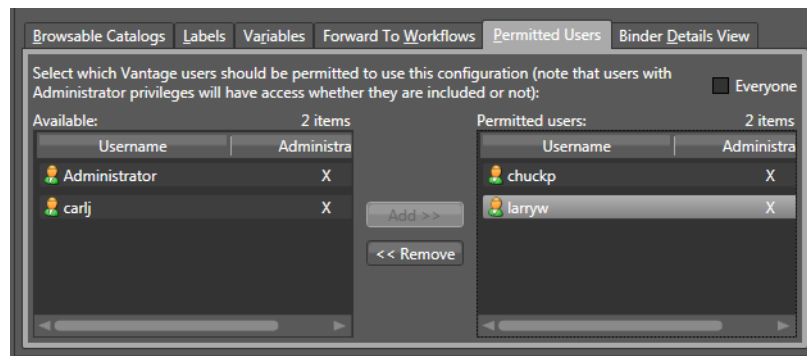 Browsable Catalogs Labels Variables Forward To Workflows Permitted Users Binder Details View
Select which Vantage users should be permitted to use this configuration (note that users with
Administrator privileges will have access whether they are included or not):
Everyone
Available: 2 items
Permitted users: 2 items
Username Administra
Username Administra
Administrator X
chuckp X
carlj X
larryw X
Add >>
<< Remove